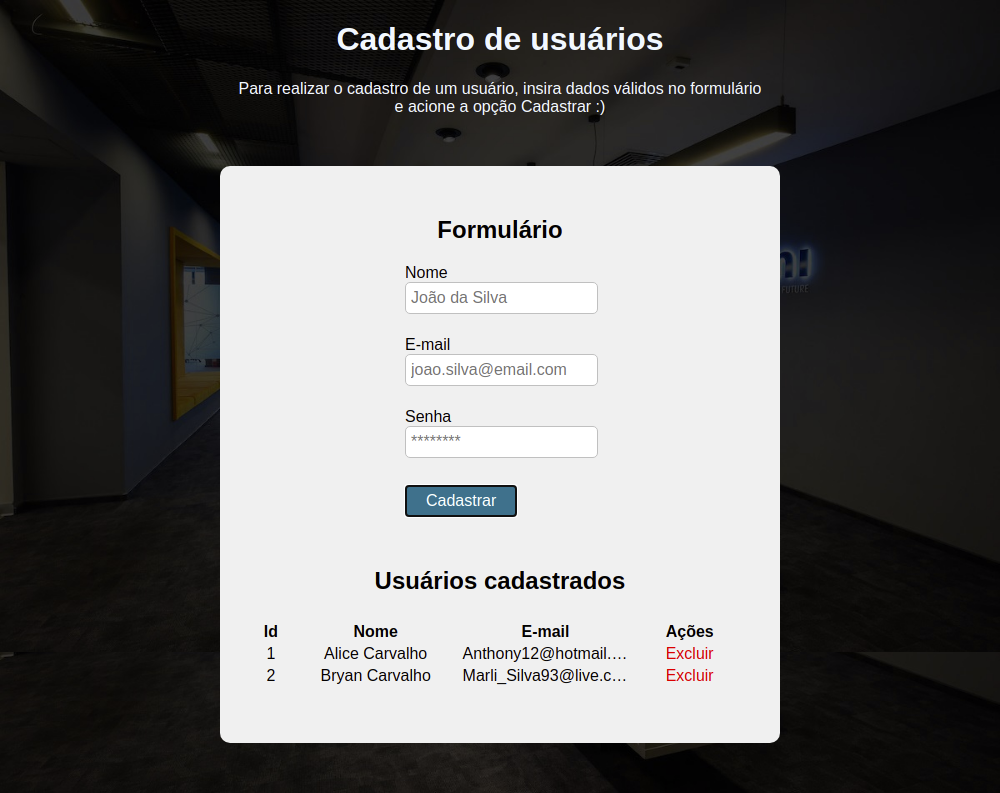 Cadastro de usuários
Para realizar o cadastro de um usuário, insira dados válidos no formulário
e acione a opção Cadastrar :)
Formulário
Nome
João da Silva
E-mail
joao.silva@email.com
Senha
********
Cadastrar
Usuários cadastrados
Id Nome E-mail Ações
1 Alice Carvalho Anthony12@hotmail.… Excluir
2 Bryan Carvalho Marli_Silva93@live.c… Excluir